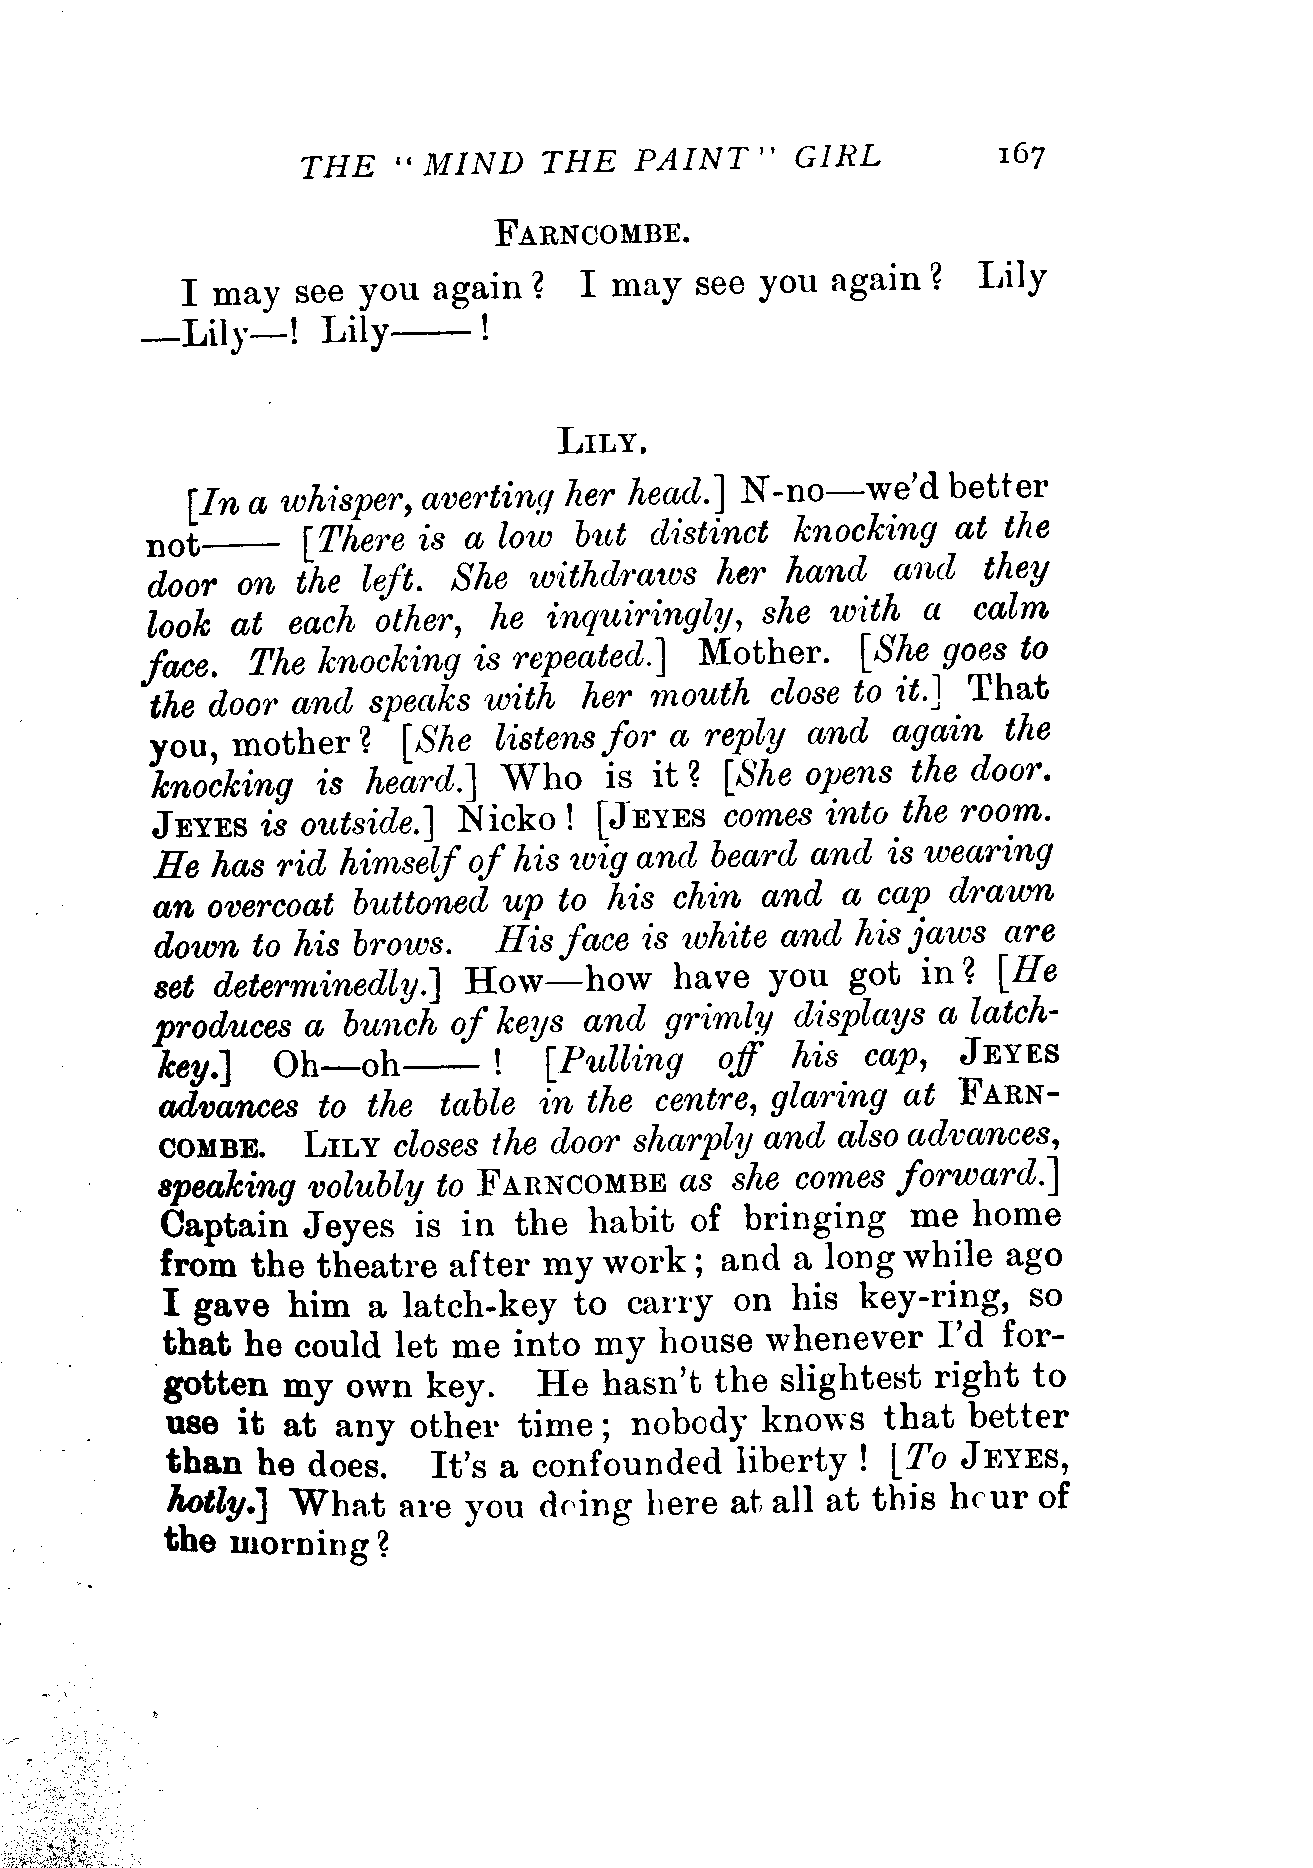 THE "MIND THE PAINT" GIRL 167
FARNCOMBE.
I may see you again? I may see you again? Lily
—Lily—! Lily——!
LILY.
[In a whisper, averting her head.] N-no—we'd better
not—— [There is a low but distinct knocking at the
door on the left. She withdraws her hand and they
look at each other, he inquiringly, she with a calm
face. The knocking is repeated.] Mother. [She goes to
the door and speaks with her mouth close to it.] That
you, mother? [She listens for a reply and again the
knocking is heard.] Who is it? [She opens the door.
JEYES is outside.] Nicko! [JEYES comes into the room.
He has rid himself of his wig and beard and is wearing
an overcoat buttoned up to his chin and a cap drawn
down to his brows. His face is white and his jaws are
set determinedly.] How—how have you got in? [He
produces a bunch of keys and grimly displays a latch-
key.] Oh—oh——! [Pulling off his cap, JEYES
advances to the table in the centre, glaring at FARN-
COMBE. LILY closes the door sharply and also advances,
speaking volubly to FARNCOMBE as she comes forward.]
Captain Jeyes is in the habit of bringing me home
from the theatre after my work; and a long while ago
I gave him a latch-key to carry on his key-ring, so
that he could let me into my house whenever I'd for-
gotten my own key. He hasn't the slightest right to
use it at any other time; nobody knows that better
than he does. It's a confounded liberty! [To JEYES,
hotly.] What are you doing here at all at this hour of
the morning?